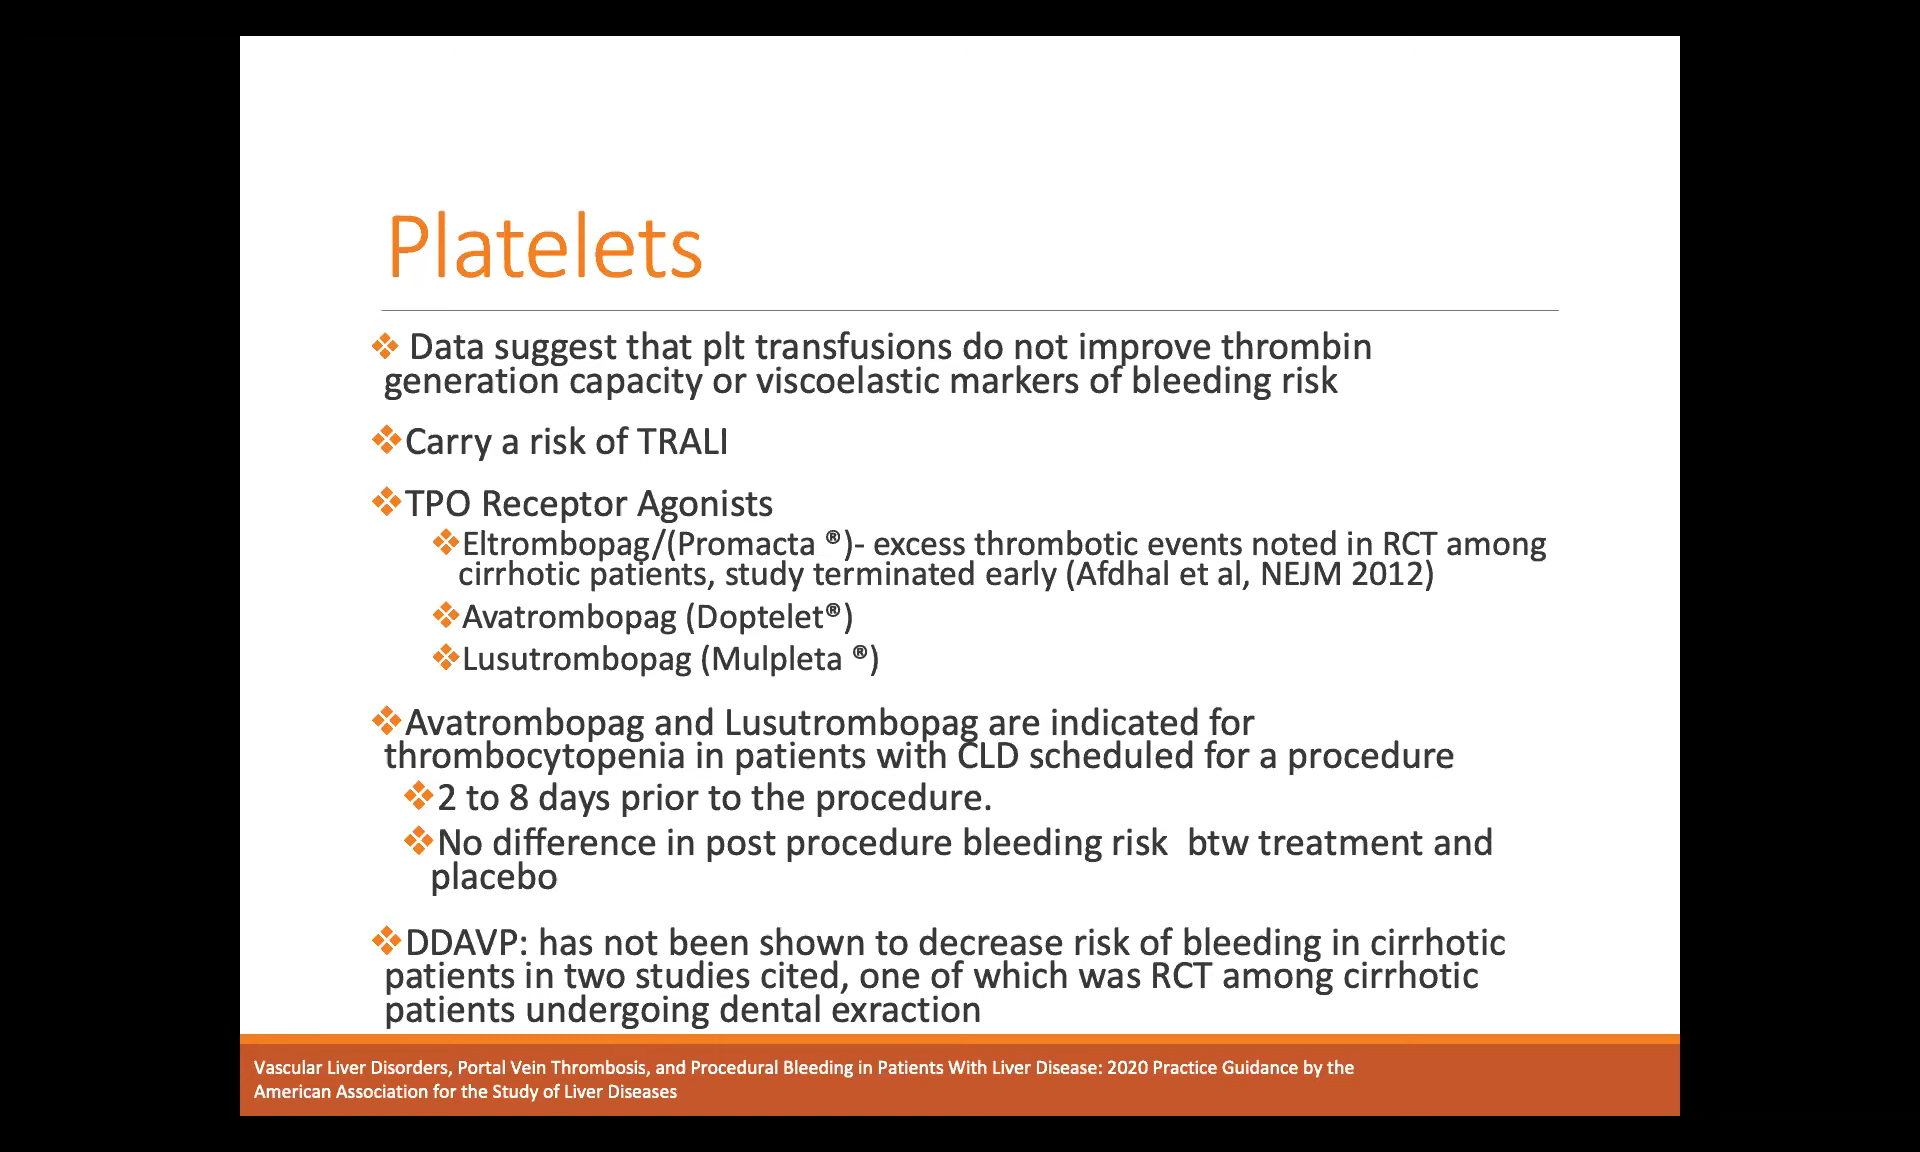 Platelets
Data suggest that plt transfusions do not improve thrombin
generation capacity or viscoelastic markers of bleeding risk
Carry a risk of TRALI
TPO Receptor Agonists
Eltrombopag/(Promacta ®)- excess thrombotic events noted in RCT among
cirrhotic patients, study terminated early (Afdhal et al, NEJM 2012)
Avatrombopag (Doptelet®)
Lusutrombopag (Mulpleta ®)
Avatrombopag and Lusutrombopag are indicated for
thrombocytopenia in patients with CLD scheduled for a procedure
2 to 8 days prior to the procedure.
No difference in post procedure bleeding risk  btw treatment and
placebo
DDAVP: has not been shown to decrease risk of bleeding in cirrhotic
patients in two studies cited, one of which was RCT among cirrhotic
patients undergoing dental exraction
Vascular Liver Disorders, Portal Vein Thrombosis, and Procedural Bleeding in Patients With Liver Disease: 2020 Practice Guidance by the
American Association for the Study of Liver Diseases